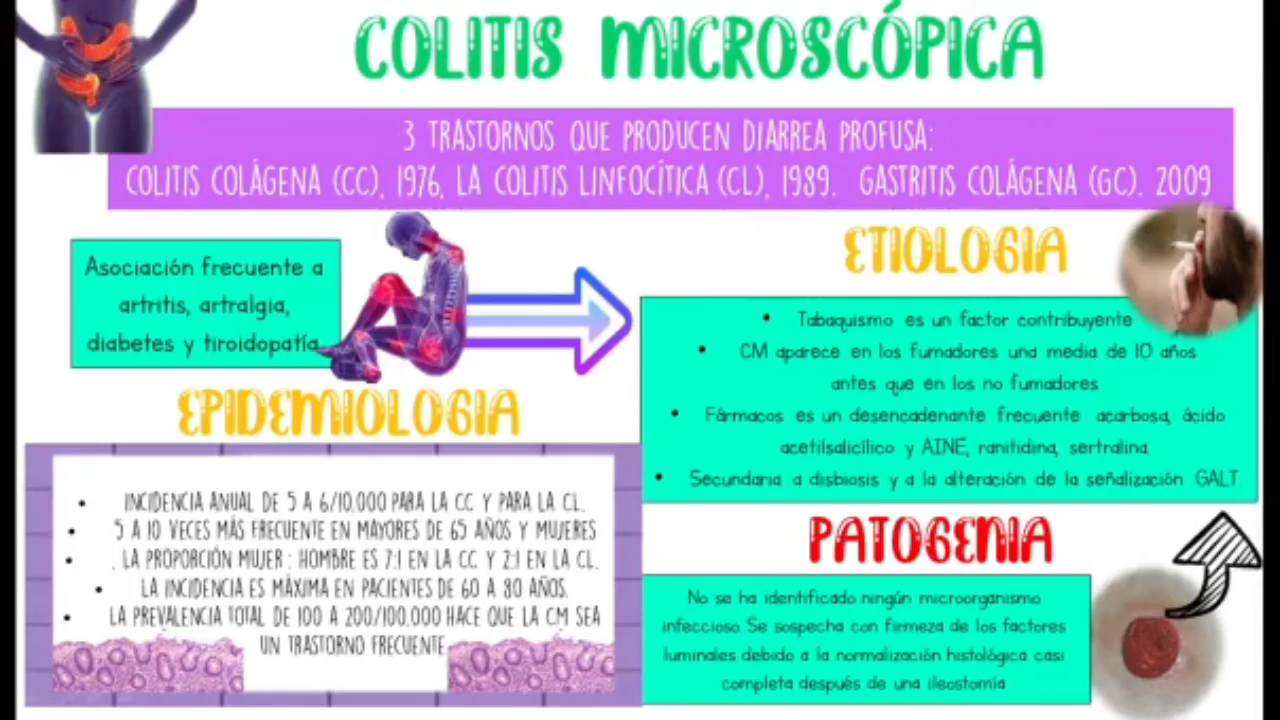 COLITIS MICROSCÓPICA
3 TRASTORNOS QUE PRODUCEN DIARREA PROFUSA:
COLITIS COLÁGENA (CC), 1976, LA COLITIS LINFOCÍTICA (CL), 1989. GASTRITIS COLÁGENA (GC). 2009
Asociación frecuente a
artritis, artralgia,
diabetes y tiroidopatía
ETIOLOGIA
• Tabaquismo es un factor contribuyente
• CM aparece en los fumadores una media de 10 años
antes que en los no fumadores
• Fármacos es un desencadenante frecuente acarbosa, ácido
acetilsalicílico y AINE, ranitidina, sertralina
• Secundaria a disbiosis y a la alteración de la señalización GALT
EPIDEMIOLOGIA
• INCIDENCIA ANUAL DE 5 A 6/10.000 PARA LA CC Y PARA LA CL.
• 5 A 10 VECES MÁS FRECUENTE EN MAYORES DE 65 AÑOS Y MUJERES
• . LA PROPORCIÓN MUJER : HOMBRE ES 7:1 EN LA CC Y 2:1 EN LA CL.
• LA INCIDENCIA ES MÁXIMA EN PACIENTES DE 60 A 80 AÑOS.
• LA PREVALENCIA TOTAL DE 100 A 200/100.000 HACE QUE LA CM SEA
UN TRASTORNO FRECUENTE
PATOGENIA
No se ha identificado ningún microorganismo
infeccioso. Se sospecha con firmeza de los factores
luminales debido a la normalización histológica casi
completa después de una ileostomía